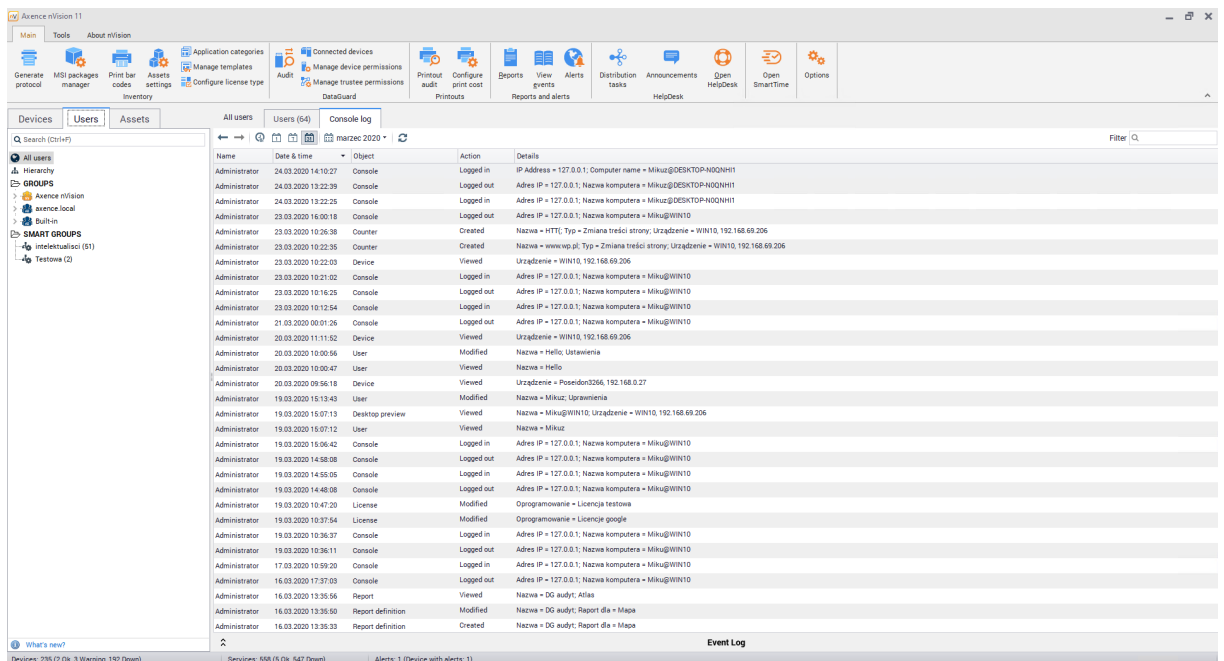 Axence nVision 11
Main Tools About nVision
Generate protocol
MSI packages manager
Print bar codes
Assets settings
Application categories
Manage templates
Configure license type
Inventory
Audit
Connected devices
Manage device permissions
Manage trustee permissions
DataGuard
Printout audit
Configure print cost
Printouts
Reports
View events
Alerts
Reports and alerts
Distribution tasks
Announcements
Open HelpDesk
HelpDesk
Open SmartTime
Options
Devices Users Assets
All users Users (64) Console log
Search (Ctrl+F)
All users
Hierarchy
GROUPS
Axence nVision
axence.local
Built-in
SMART GROUPS
intelektualisci (51)
Testowa (2)
marzec 2020
Filter
Name Date & time Object Action Details
Administrator 24.03.2020 14:10:27 Console Logged in IP Address = 127.0.0.1; Computer name = Mikuz@DESKTOP-N0QNHI1
Administrator 24.03.2020 13:22:39 Console Logged out Adres IP = 127.0.0.1; Nazwa komputera = Mikuz@DESKTOP-N0QNHI1
Administrator 24.03.2020 13:22:25 Console Logged in Adres IP = 127.0.0.1; Nazwa komputera = Mikuz@DESKTOP-N0QNHI1
Administrator 23.03.2020 16:00:18 Console Logged out Adres IP = 127.0.0.1; Nazwa komputera = Miku@WIN10
Administrator 23.03.2020 10:26:38 Counter Created Nazwa = HTT(; Typ = Zmiana treści strony; Urządzenie = WIN10, 192.168.69.206
Administrator 23.03.2020 10:22:35 Counter Created Nazwa = www.wp.pl; Typ = Zmiana treści strony; Urządzenie = WIN10, 192.168.69.206
Administrator 23.03.2020 10:22:03 Device Viewed Urządzenie = WIN10, 192.168.69.206
Administrator 23.03.2020 10:21:02 Console Logged in Adres IP = 127.0.0.1; Nazwa komputera = Miku@WIN10
Administrator 23.03.2020 10:16:25 Console Logged out Adres IP = 127.0.0.1; Nazwa komputera = Miku@WIN10
Administrator 23.03.2020 10:12:54 Console Logged in Adres IP = 127.0.0.1; Nazwa komputera = Miku@WIN10
Administrator 21.03.2020 00:01:26 Console Logged out Adres IP = 127.0.0.1; Nazwa komputera = Miku@WIN10
Administrator 20.03.2020 11:11:52 Device Viewed Urządzenie = WIN10, 192.168.69.206
Administrator 20.03.2020 10:00:56 User Modified Nazwa = Hello; Ustawienia
Administrator 20.03.2020 10:00:47 User Viewed Nazwa = Hello
Administrator 20.03.2020 09:56:18 Device Viewed Urządzenie = Poseidon3266, 192.168.0.27
Administrator 19.03.2020 15:13:43 User Modified Nazwa = Mikuz; Uprawnienia
Administrator 19.03.2020 15:07:13 Desktop preview Viewed Nazwa = Miku@WIN10; Urządzenie = WIN10, 192.168.69.206
Administrator 19.03.2020 15:07:12 User Viewed Nazwa = Mikuz
Administrator 19.03.2020 15:06:42 Console Logged in Adres IP = 127.0.0.1; Nazwa komputera = Miku@WIN10
Administrator 19.03.2020 14:58:08 Console Logged out Adres IP = 127.0.0.1; Nazwa komputera = Miku@WIN10
Administrator 19.03.2020 14:55:05 Console Logged in Adres IP = 127.0.0.1; Nazwa komputera = Miku@WIN10
Administrator 19.03.2020 14:48:08 Console Logged out Adres IP = 127.0.0.1; Nazwa komputera = Miku@WIN10
Administrator 19.03.2020 10:47:20 License Modified Oprogramowanie = Licencja testowa
Administrator 19.03.2020 10:37:54 License Modified Oprogramowanie = Licencje google
Administrator 19.03.2020 10:36:37 Console Logged in Adres IP = 127.0.0.1; Nazwa komputera = Miku@WIN10
Administrator 19.03.2020 10:36:11 Console Logged out Adres IP = 127.0.0.1; Nazwa komputera = Miku@WIN10
Administrator 17.03.2020 10:59:20 Console Logged in Adres IP = 127.0.0.1; Nazwa komputera = Miku@WIN10
Administrator 16.03.2020 17:37:03 Console Logged out Adres IP = 127.0.0.1; Nazwa komputera = Miku@WIN10
Administrator 16.03.2020 13:35:56 Report Viewed Nazwa = DG audyt; Atlas
Administrator 16.03.2020 13:35:50 Report definition Modified Nazwa = DG audyt; Raport dla = Mapa
Administrator 16.03.2020 13:35:33 Report definition Created Nazwa = DG audyt; Raport dla = Mapa
What's new?
Event Log
Devices: 235 (2 Ok, 3 Warning, 192 Down) Services: 558 (5 Ok, 547 Down) Alerts: 1 (Device with alerts: 1)